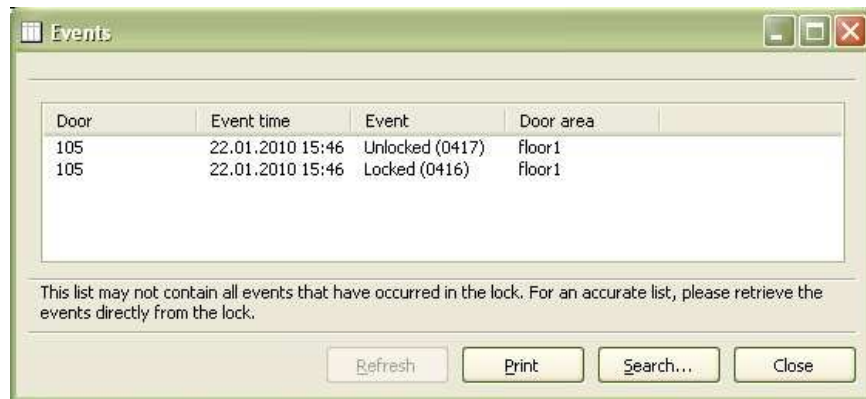 Events
Door Event time Event Door area
105 22.01.2010 15:46 Unlocked (0417) floor1
105 22.01.2010 15:46 Locked (0416) floor1
This list may not contain all events that have occurred in the lock. For an accurate list, please retrieve the
events directly from the lock.
Refresh Print Search... Close